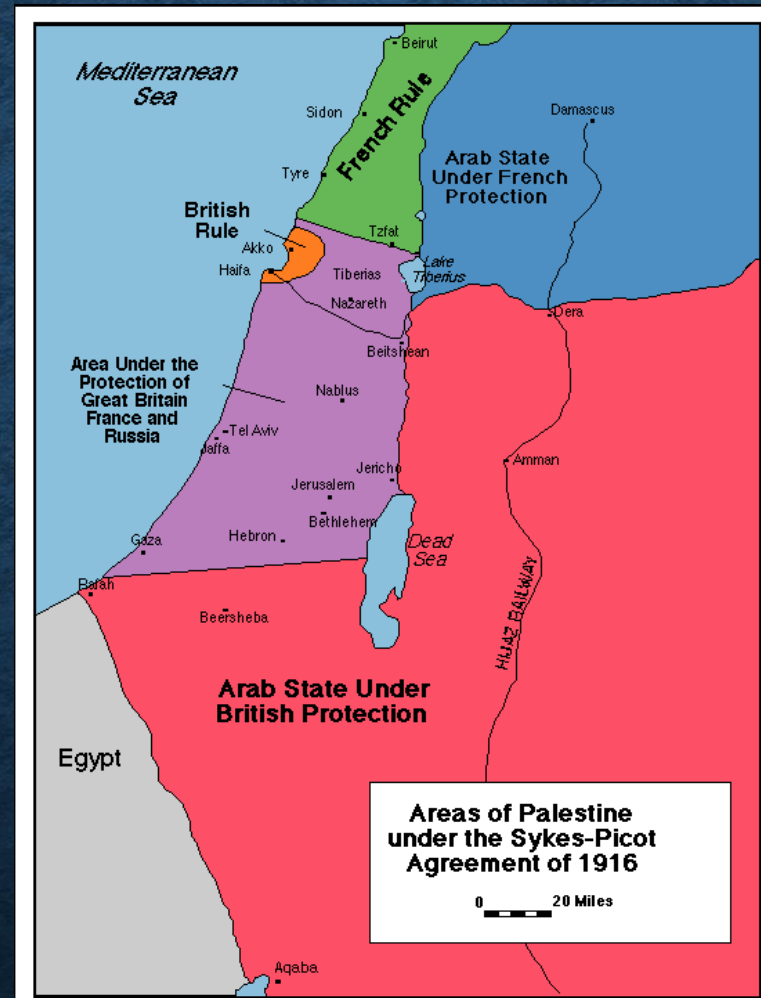 Mediterranean
Sea
Beirut
Sidon
French Rule
Damascus
Arab State
Under French
Protection
Tyre
British
Rule
Akko
Tzfat
Haifa
Tiberias
Lake
Tiberius
Nazareth
Dera
Beitshean
Area Under the
Protection of
Great Britain
France and
Russia
Nablus
Tel Aviv
Jaffa
Jericho
Amman
Jerusalem
Bethlehem
Hebron
Gaza
Dead
Sea
Rafah
Beersheba
HIJAZ RAILWAY
Arab State Under
British Protection
Egypt
Areas of Palestine
under the Sykes-Picot
Agreement of 1916
0 20 Miles
Aqaba